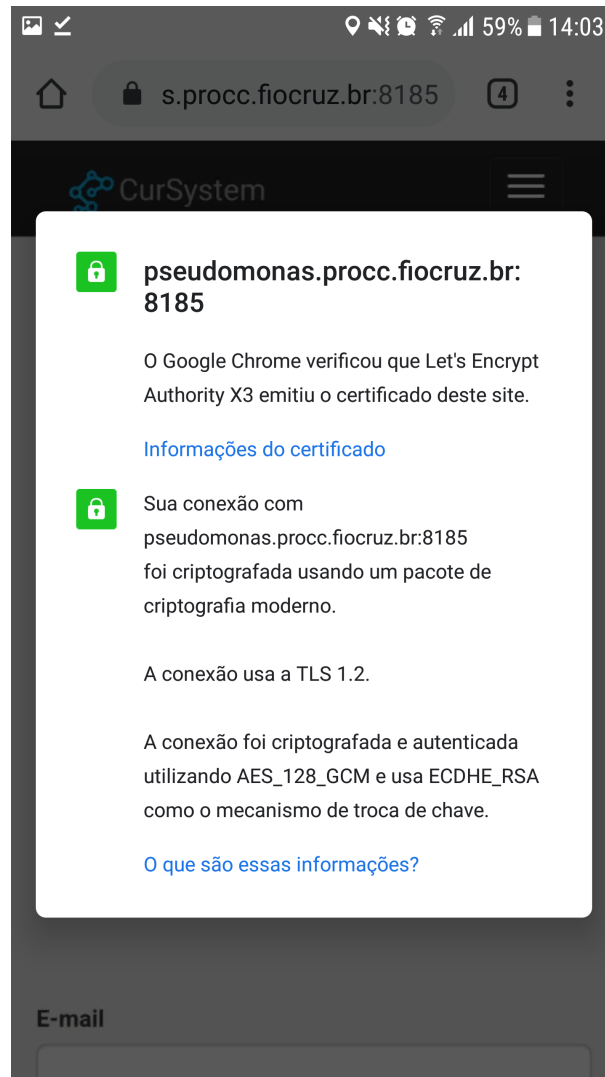 59% 14:03
s.procc.fiocruz.br:8185 4
CurSystem
pseudomonas.procc.fiocruz.br:
8185
O Google Chrome verificou que Let's Encrypt
Authority X3 emitiu o certificado deste site.
Informações do certificado
Sua conexão com
pseudomonas.procc.fiocruz.br:8185
foi criptografada usando um pacote de
criptografia moderno.
A conexão usa a TLS 1.2.
A conexão foi criptografada e autenticada
utilizando AES_128_GCM e usa ECDHE_RSA
como o mecanismo de troca de chave.
O que são essas informações?
E-mail